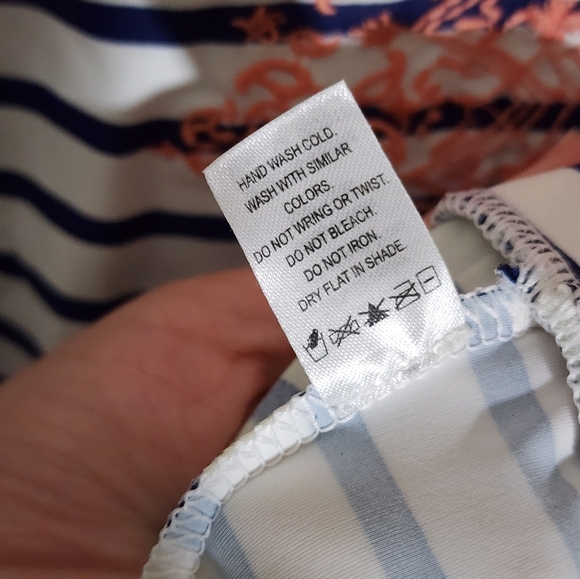 HAND WASH COLD.
WASH WITH SIMILAR
COLORS.
DO NOT WRING OR TWIST.
DO NOT BLEACH.
DO NOT IRON.
DRY FLAT IN SHADE.